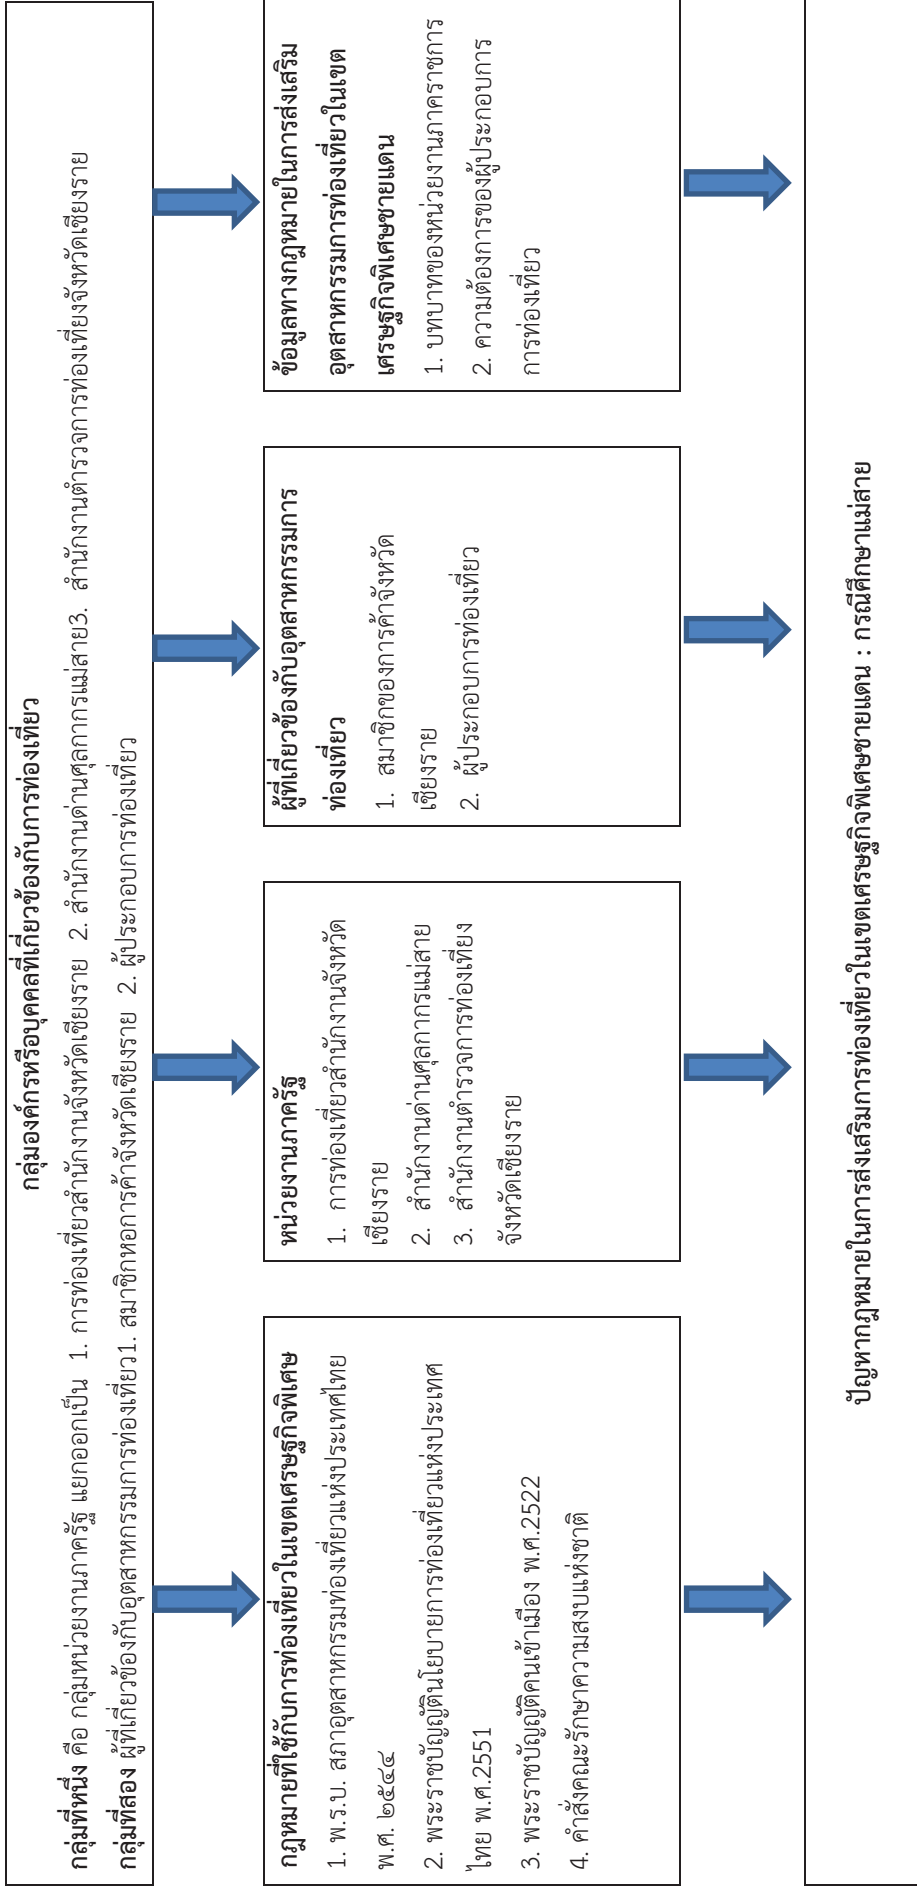 กลุ่มองค์กรหรือบุคคลที่เกี่ยวข้องกับการท่องเที่ยว
กลุ่มที่หนึ่ง คือ กลุ่มหน่วยงานภาครัฐ แยกออกเป็น 1. การท่องเที่ยวสำนักงานจังหวัดเชียงราย 2. สำนักงานด่านศุลกากรแม่สาย3. สำนักงานตำรวจการท่องเที่ยงจังหวัดเชียงราย
กลุ่มที่สอง ผู้ที่เกี่ยวข้องกับอุตสาหกรรมการท่องเที่ยว1. สมาชิกหอการค้าจังหวัดเชียงราย 2. ผู้ประกอบการท่องเที่ยว
กฎหมายที่ใช้กับการท่องเที่ยวในเขตเศรษฐกิจพิเศษ
1. พ.ร.บ. สภาอุตสาหกรรมท่องเที่ยวแห่งประเทศไทย
พ.ศ. ๒๕๔๔
2. พระราชบัญญัตินโยบายการท่องเที่ยวแห่งประเทศ
ไทย พ.ศ.2551
3. พระราชบัญญัติคนเข้าเมือง พ.ศ.2522
4. คำสั่งคณะรักษาความสงบแห่งชาติ
หน่วยงานภาครัฐ
1. การท่องเที่ยวสำนักงานจังหวัด
เชียงราย
2. สำนักงานด่านศุลกากรแม่สาย
3. สำนักงานตำรวจการท่องเที่ยง
จังหวัดเชียงราย
ผู้ที่เกี่ยวข้องกับอุตสาหกรรมการ
ท่องเที่ยว
1. สมาชิกของการค้าจังหวัด
เชียงราย
2. ผู้ประกอบการท่องเที่ยว
ข้อมูลทางกฎหมายในการส่งเสริม
อุตสาหกรรมการท่องเที่ยวในเขต
เศรษฐกิจพิเศษชายแดน
1. บทบาทของหน่วยงานภาคราชการ
2. ความต้องการของผู้ประกอบการ
การท่องเที่ยว
ปัญหากฎหมายในการส่งเสริมการท่องเที่ยวในเขตเศรษฐกิจพิเศษชายแดน : กรณีศึกษาแม่สาย